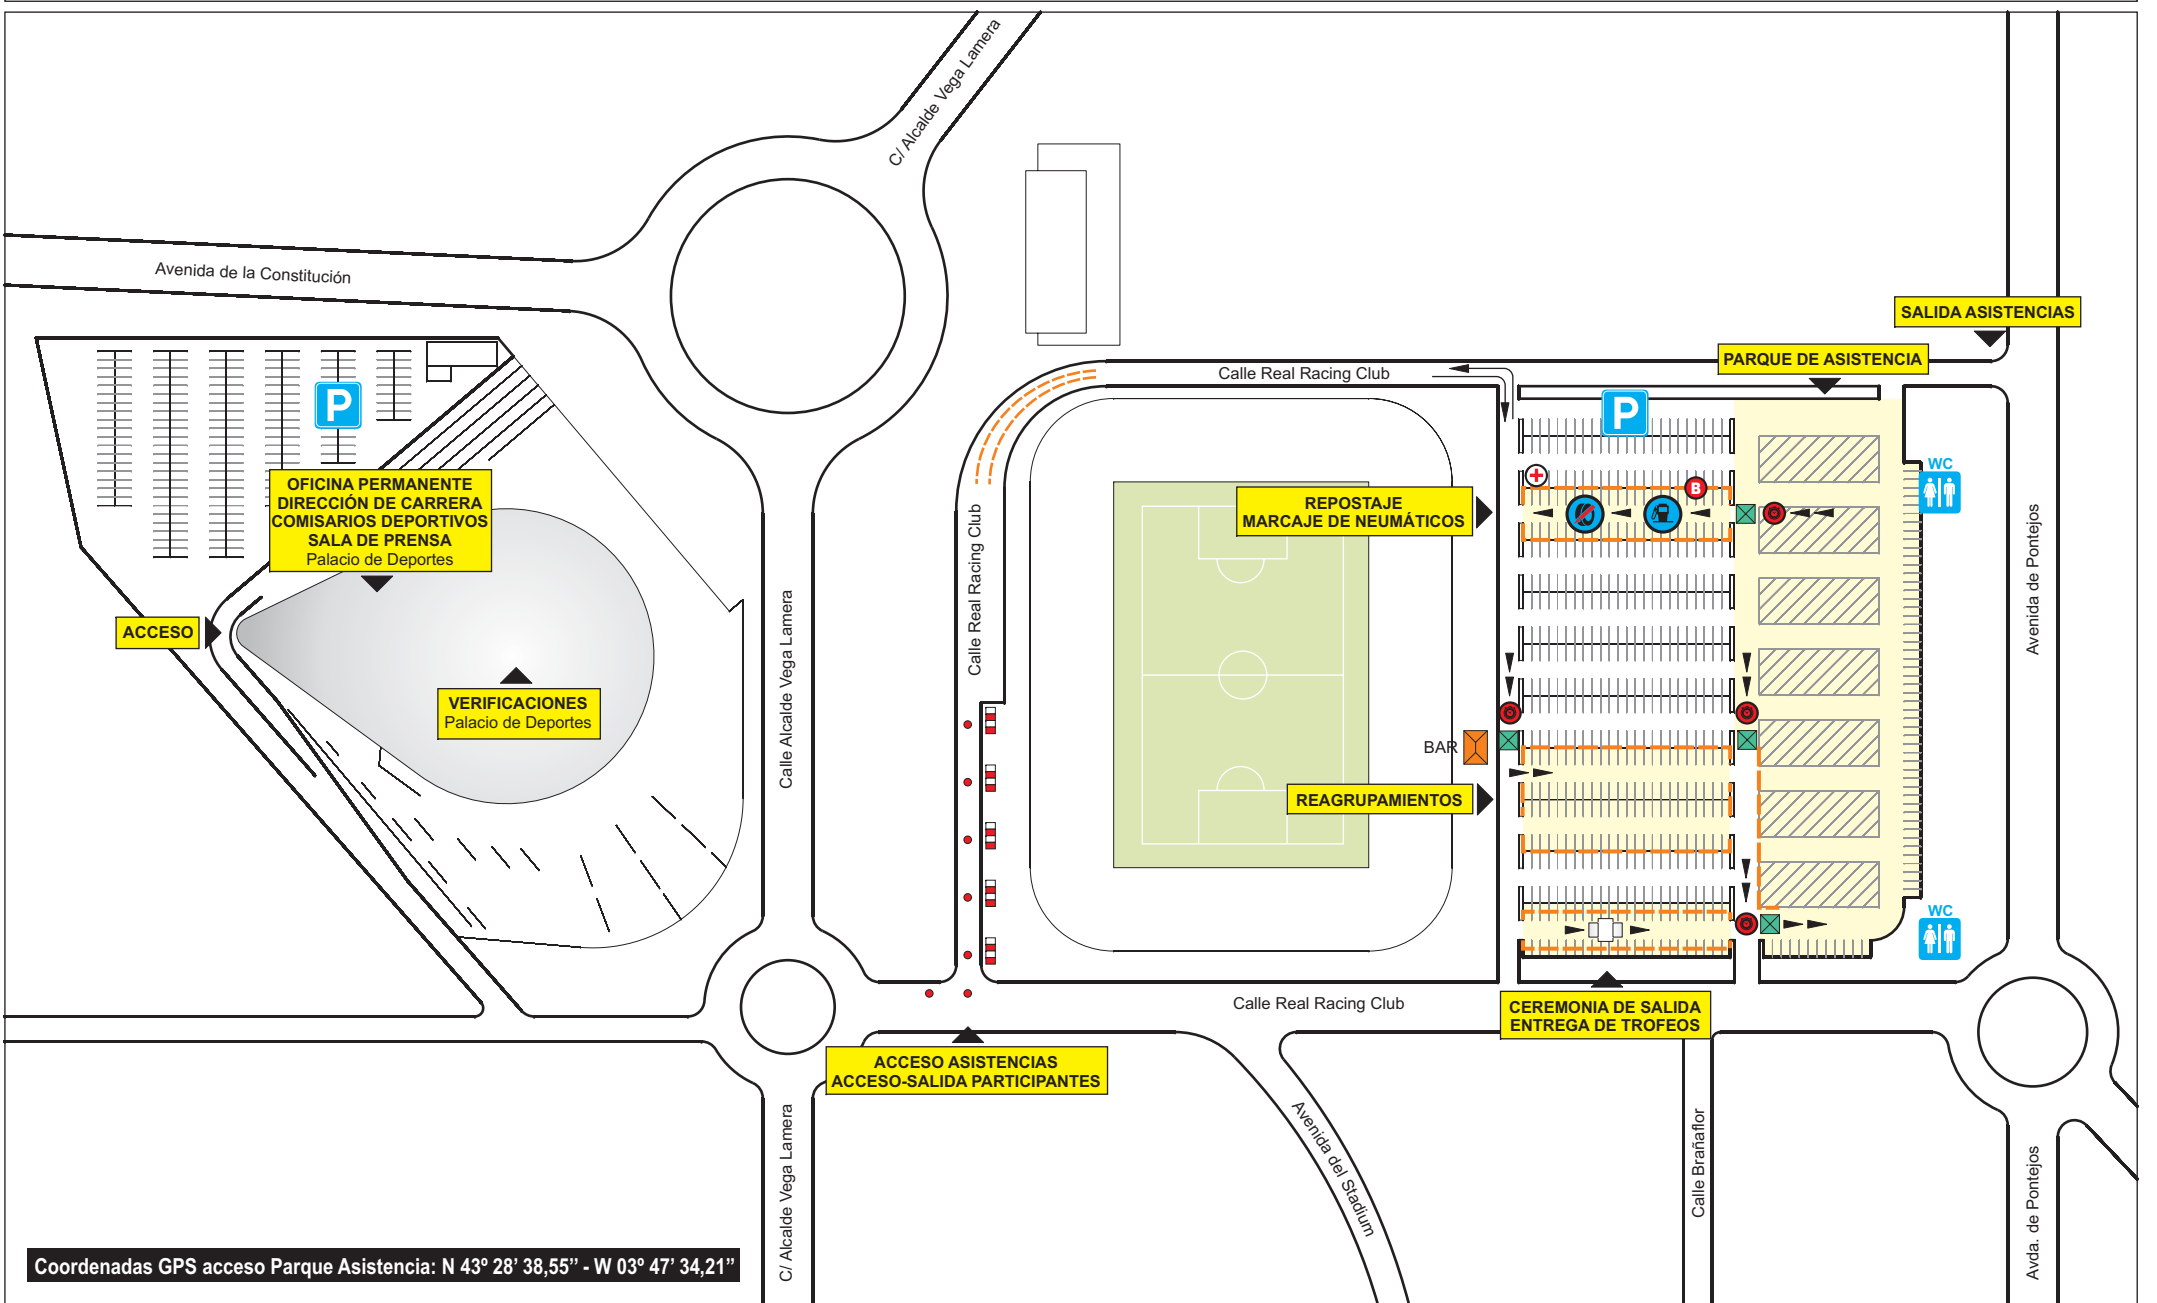 C/ Alcalde Vega Lamera
Avenida de la Constitución
SALIDA ASISTENCIAS
PARQUE DE ASISTENCIA
Calle Real Racing Club
P
P
OFICINA PERMANENTE
DIRECCIÓN DE CARRERA
COMISARIOS DEPORTIVOS
SALA DE PRENSA
Palacio de Deportes
WC
REPOSTAJE
MARCAJE DE NEUMÁTICOS
B
Avenida de Pontejos
Calle Real Racing Club
Calle Alcalde Vega Lamera
ACCESO
VERIFICACIONES
Palacio de Deportes
BAR
REAGRUPAMIENTOS
WC
Calle Real Racing Club
CEREMONIA DE SALIDA
ENTREGA DE TROFEOS
ACCESO ASISTENCIAS
ACCESO-SALIDA PARTICIPANTES
C/ Alcalde Vega Lamera
Avenida del Stadium
Calle Brañaflor
Avda. de Pontejos
Coordenadas GPS acceso Parque Asistencia: N 43º 28’ 38,55” - W 03º 47’ 34,21”